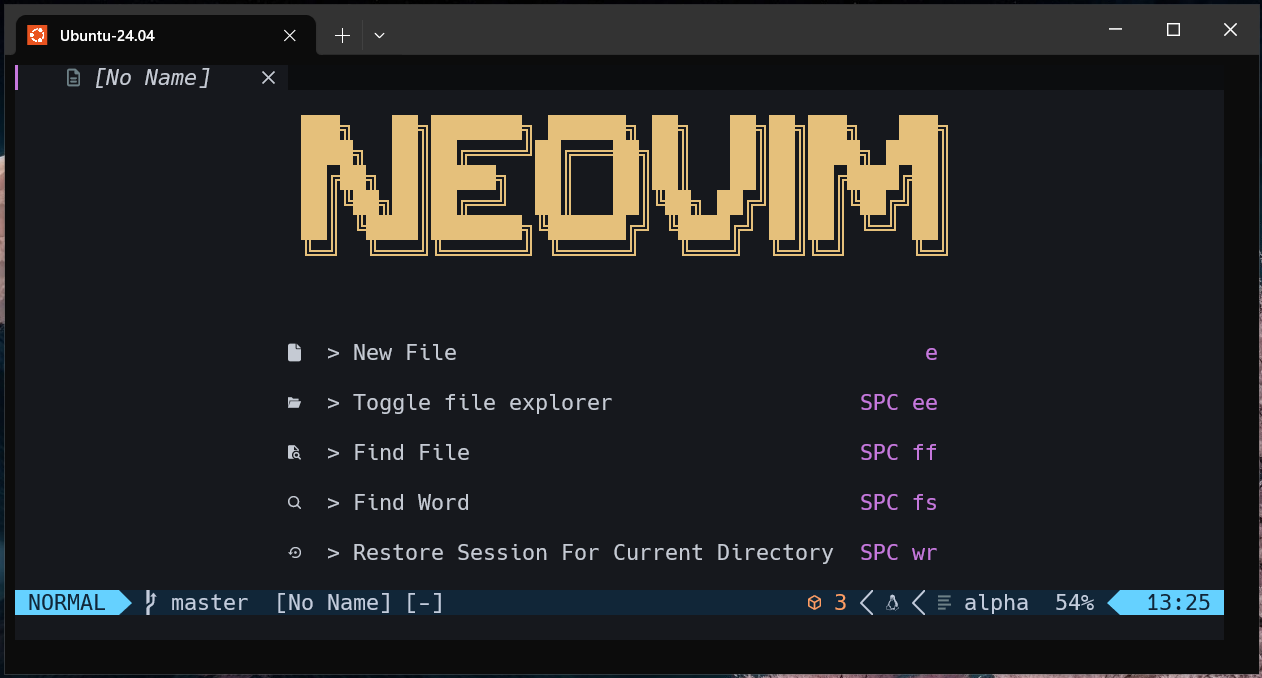 Ubuntu-24.04
[No Name]
NEOVIM
> New File e
> Toggle file explorer SPC ee
> Find File SPC ff
> Find Word SPC fs
> Restore Session For Current Directory SPC wr
NORMAL master [No Name] [-] 3 alpha 54% 13:25